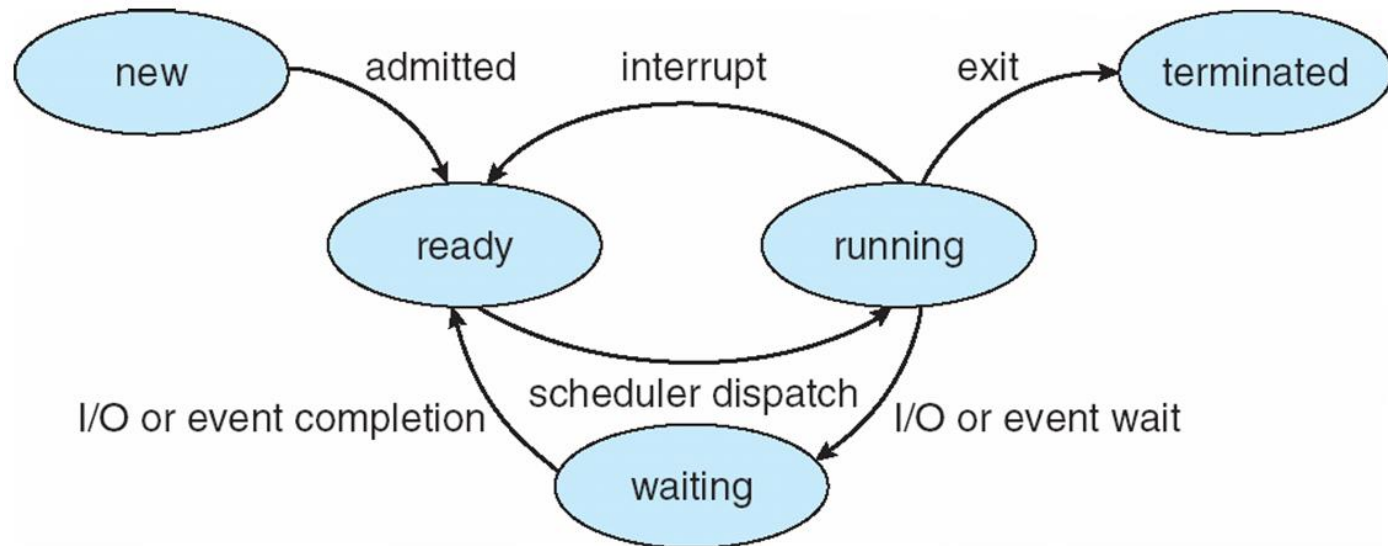 new
admitted
interrupt
exit
terminated
ready
running
scheduler dispatch
I/O or event completion
I/O or event wait
waiting